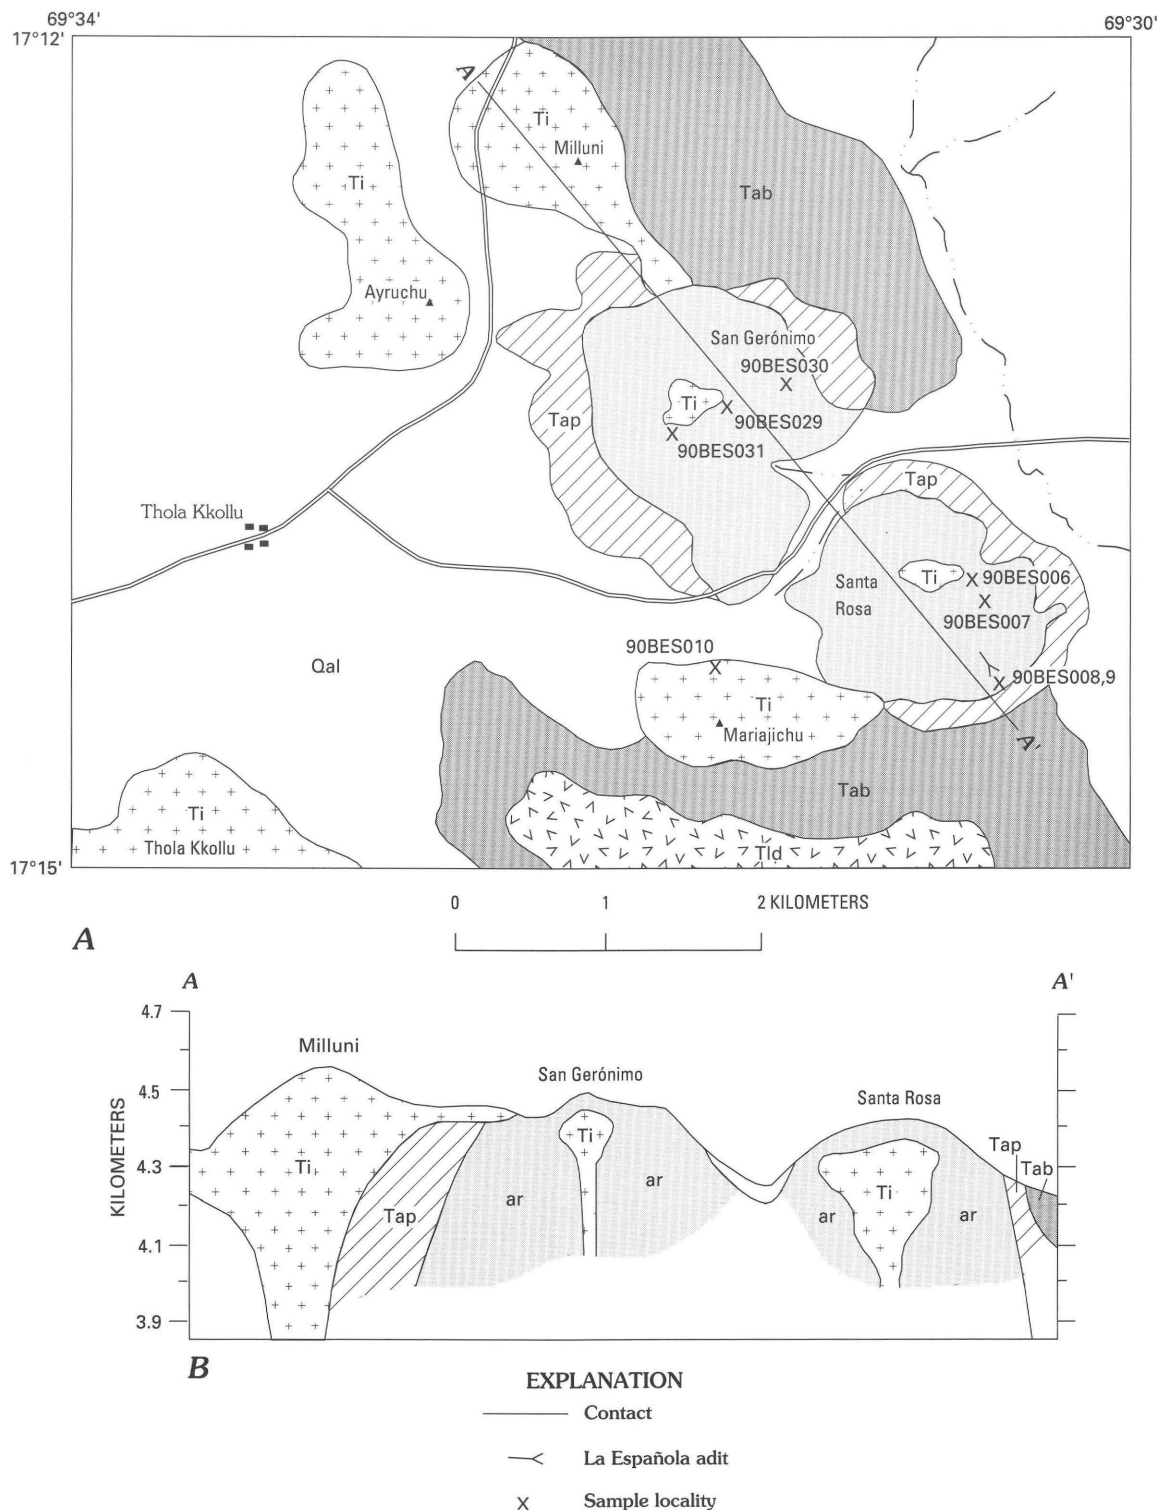 69°34'
69°30'
17°12'
A
Ti
Milluni
Ti
Tab
Ayruchu
San Gerónimo
90BES030
Ti
90BES029
Tap
90BES031
Tap
Thola Kkollu
Ti
90BES006
Santa
Rosa
90BES007
90BES010
Qal
90BES008,9
Ti
Mariajichu
A'
Tab
Ti
Thola Kkollu
Tld
17°15'
0 1 2 KILOMETERS
A
A
A'
4.7
Milluni
San Gerónimo
4.5
Santa Rosa
KILOMETERS
Ti
Tap
4.3
Tab
Ti
ar
ar
Ti
Tap
ar
ar
4.1
3.9
B
EXPLANATION
Contact
La Española adit
X Sample locality